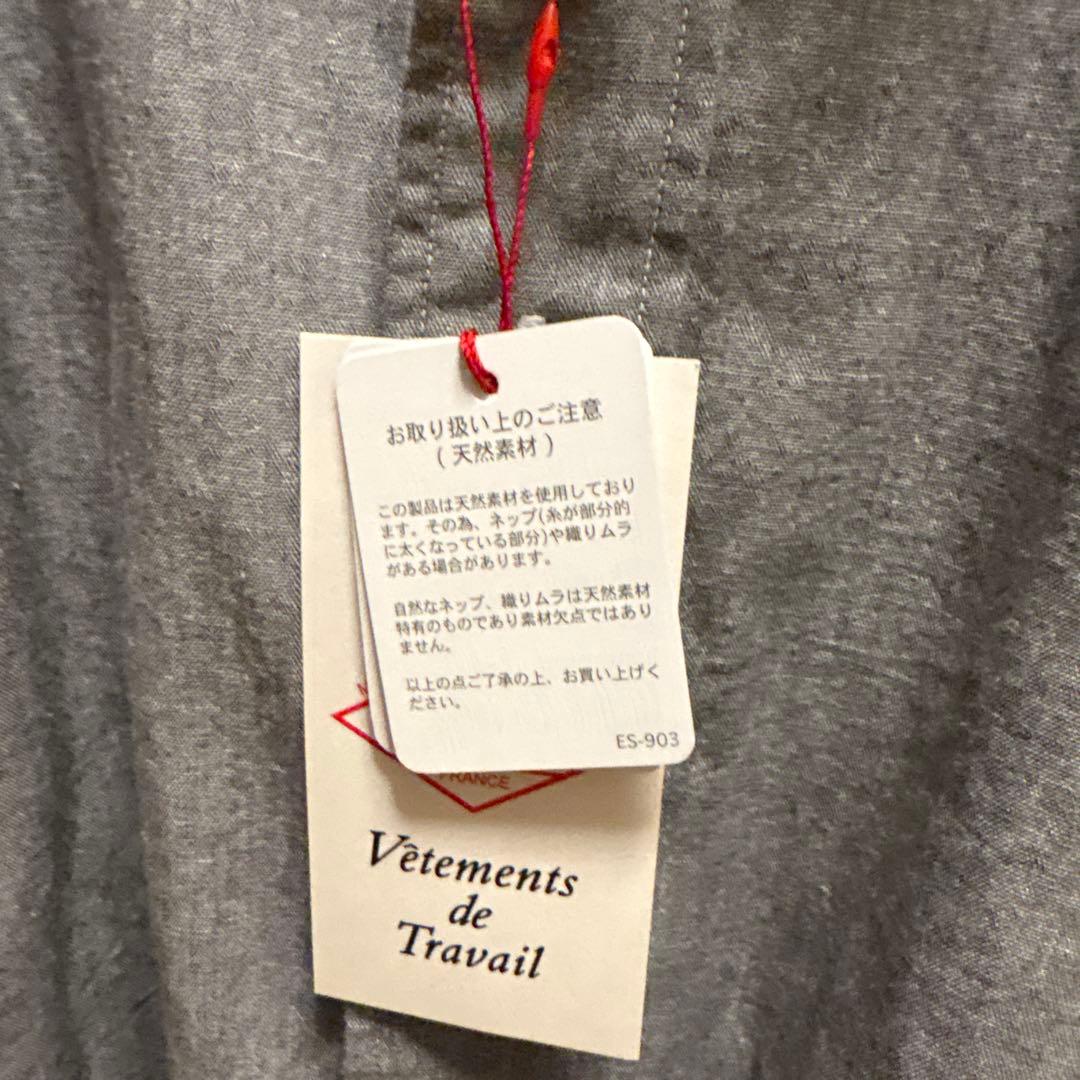 お取り扱い上のご注意
( 天然素材 )
この製品は天然素材を使用しており
ます。その為、ネップ(糸が部分的
に太くなっている部分)や織りムラ
がある場合があります。
自然なネップ、織りムラは天然素材
特有のものであり素材欠点ではあり
ません。
以上の点ご了承の上、お買い上げく
ださい。
ES-903
FRANCE
Vêtements
de
Travail